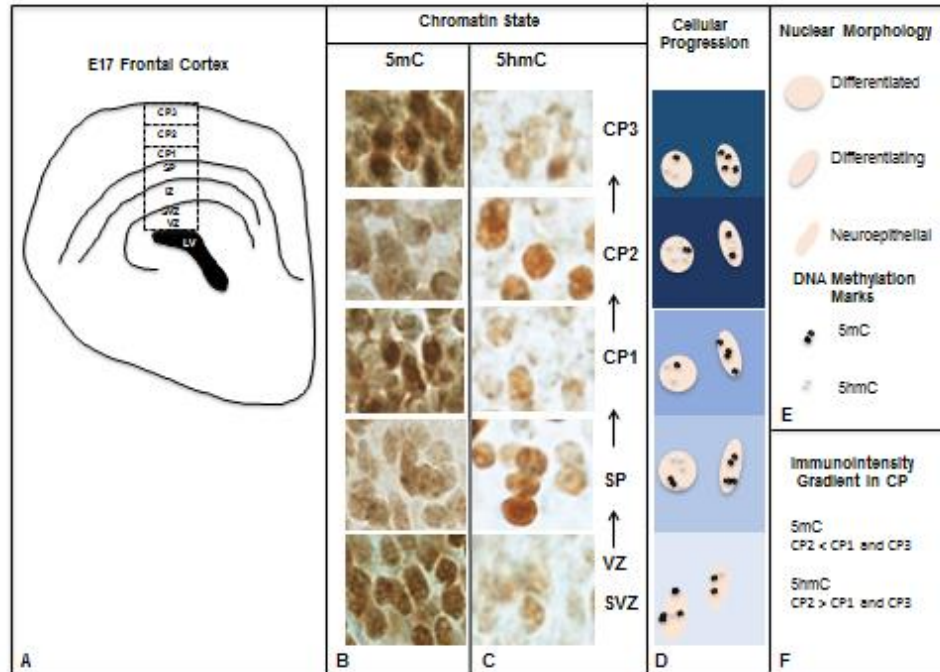 E17 Frontal Cortex
CP3
CP2
CP1
SP
IZ
SVZ
VZ
LV
A
Chromatin State
5mC
5hmC
CP3
CP2
CP1
SP
VZ
SVZ
B
C
Cellular
Progression
D
Nuclear Morphology
Differentiated
Differentiating
Neuroepithelial
DNA Methylation
Marks
5mC
5hmC
E
Immunointensity
Gradient in CP
5mC
CP2 < CP1 and CP3
5hmC
CP2 > CP1 and CP3
F